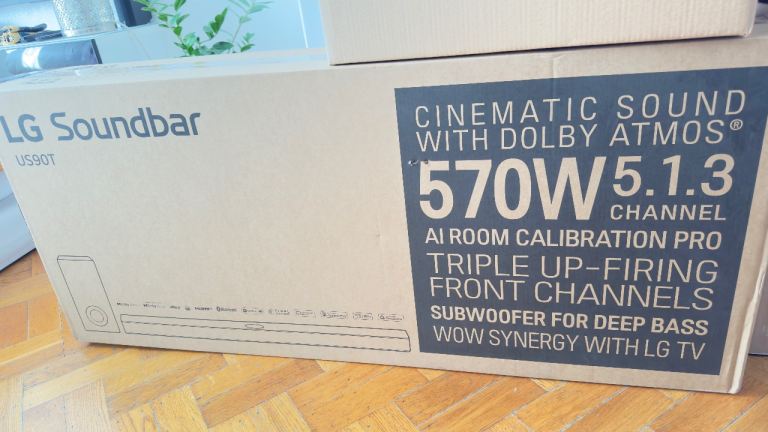 LG Soundbar
US90T
CINEMATIC SOUND
WITH DOLBY ATMOS®
570W 5.1.3
CHANNEL
AI ROOM CALIBRATION PRO
TRIPLE UP-FIRING
FRONT CHANNELS
SUBWOOFER FOR DEEP BASS
WOW SYNERGY WITH LG TV